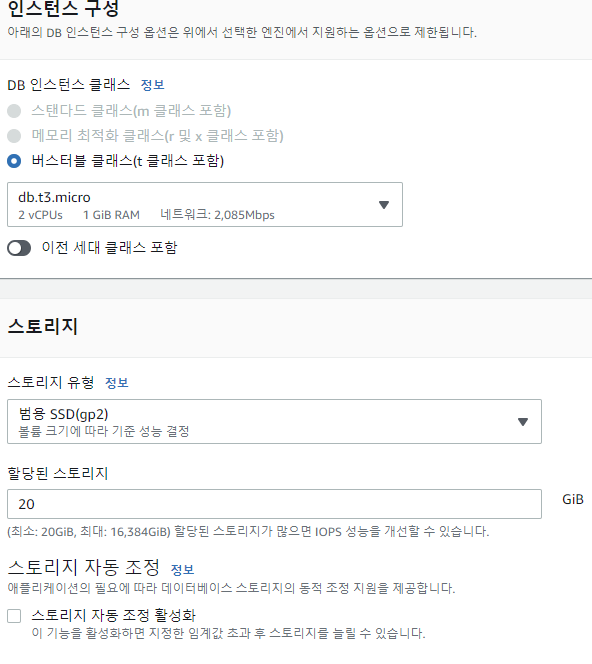 인스턴스 구성
아래의 DB 인스턴스 구성 옵션은 위에서 선택한 엔진에서 지원하는 옵션으로 제한됩니다.
DB 인스턴스 클래스 정보
스탠다드 클래스(m 클래스 포함)
메모리 최적화 클래스(r 및 x 클래스 포함)
버스터블 클래스(t 클래스 포함)
db.t3.micro
2 vCPUs 1 GiB RAM 네트워크: 2,085Mbps
이전 세대 클래스 포함
스토리지
스토리지 유형 정보
범용 SSD(gp2)
볼륨 크기에 따라 기준 성능 결정
할당된 스토리지
20 GiB
(최소: 20GiB, 최대: 16,384GiB) 할당된 스토리지가 많으면 IOPS 성능을 개선할 수 있습니다.
스토리지 자동 조정 정보
애플리케이션의 필요에 따라 데이터베이스 스토리지의 동적 조정 지원을 제공합니다.
스토리지 자동 조정 활성화
이 기능을 활성화하면 지정한 임계값 초과 후 스토리지를 늘릴 수 있습니다.